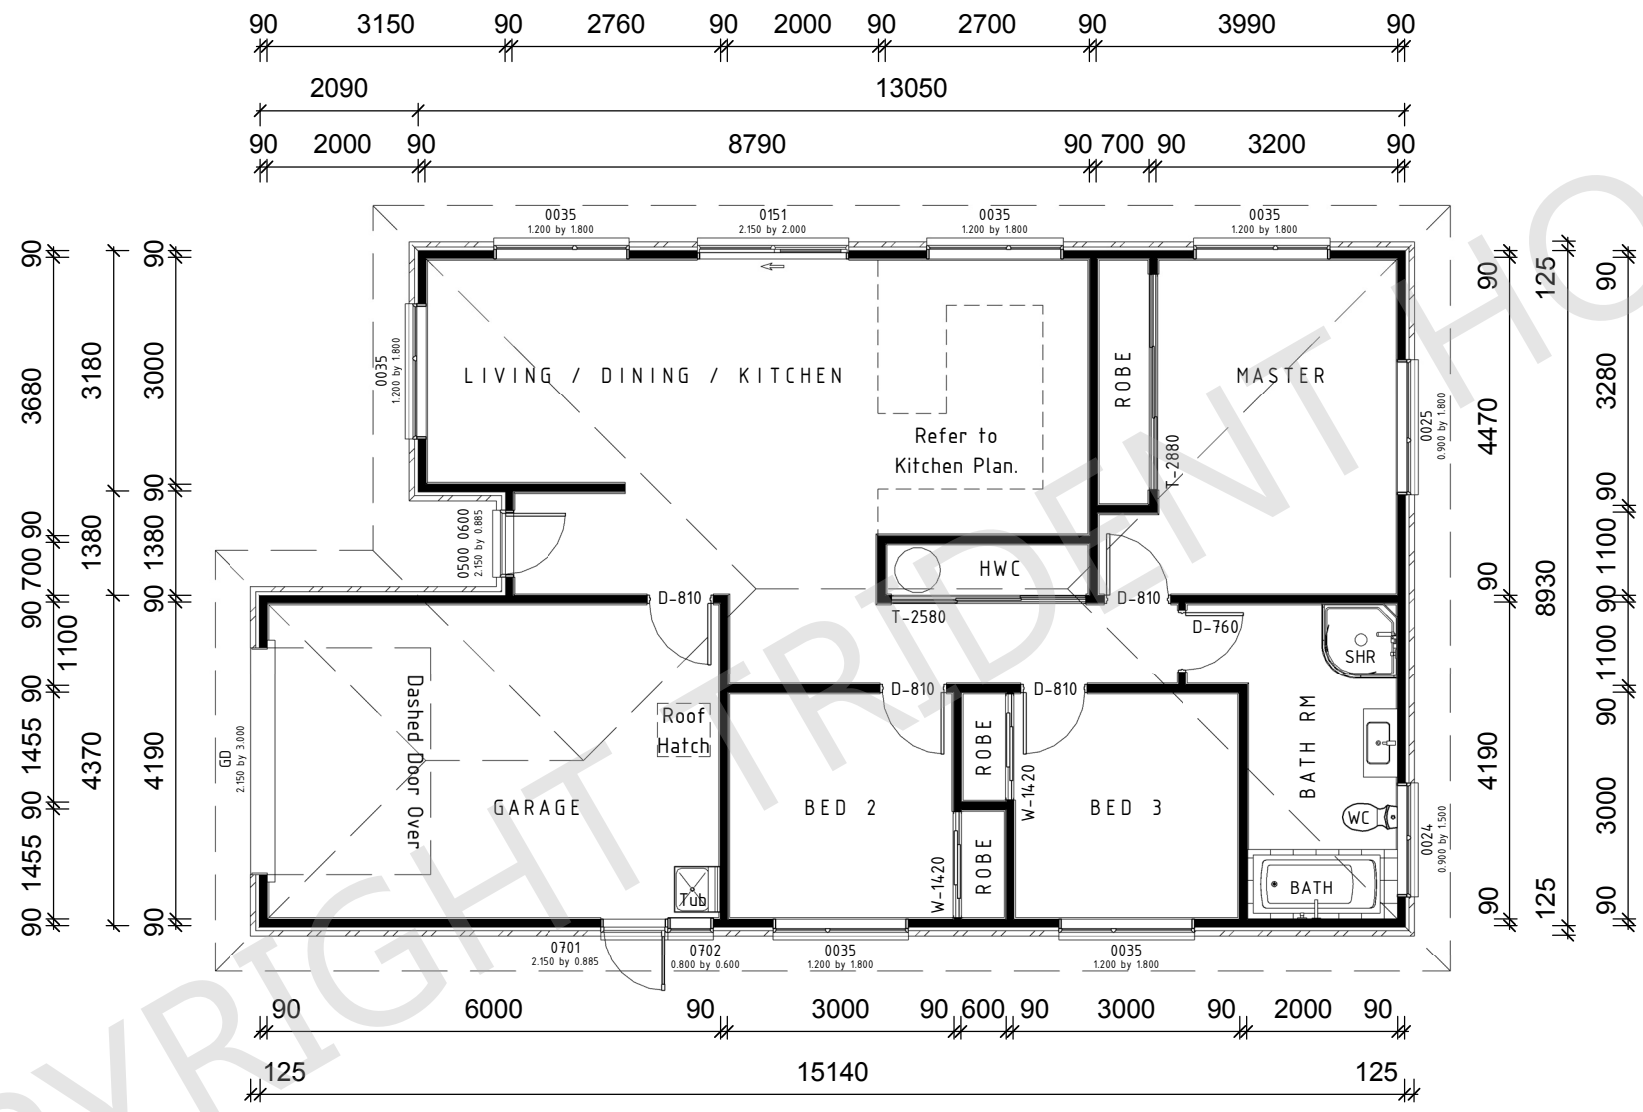 90 3150 90 2760 90 2000 90 2700 90 3990 90
2090 13050
90 2000 90 8790 90 700 90 3200 90
0035
1.200 by 1.800
0151
2.150 by 2.000
0035
1.200 by 1.800
0035
1.200 by 1.800
90 3680 90 700 90 1100 90 1455 90 1455 90
3180 1380 4370
90 3000 90 1380 90 4190 90
0035
1.200 by 1.800
LIVING / DINING / KITCHEN
Refer to
Kitchen Plan.
ROBE
T-2880
MASTER
0025
0.900 by 1.800
0500 0600
2.150 by 0.885
HWC
T-2580
D-810
D-810
D-760
SHR
GD
2.150 by 3.000
Dashed Door Over
Roof
Hatch
GARAGE
Tub
D-810
D-810
BED 2
ROBE
W-1420
ROBE
W-1420
BED 3
BATH RM
WC
BATH
0024
0.900 by 1.500
90 4470 90 4190 90
125 8930 125
90 3280 90 1100 90 1100 90 3000 90
0701
2.150 by 0.885
0702
0.800 by 0.600
0035
1.200 by 1.800
0035
1.200 by 1.800
90 6000 90 3000 90 600 90 3000 90 2000 90
125 15140 125
PYRIGHT TRIDENT HO